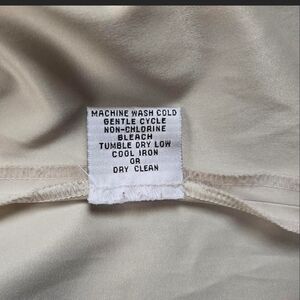 MACHINE WASH COLD
GENTLE CYCLE
NON-CHLORINE
BLEACH
TUMBLE DRY LOW
COOL IRON
OR
DRY CLEAN